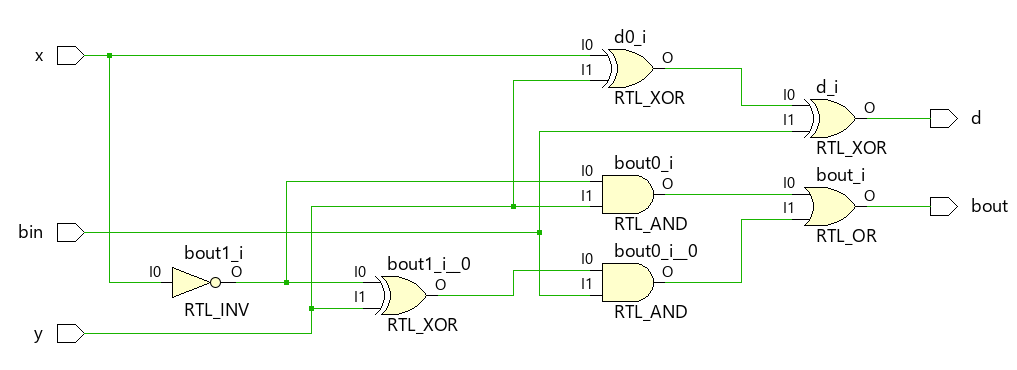 d0_i
x
I0
O
I1
RTL_XOR
d_i
I0
O
I1
d
RTL_XOR
bout0_i
I0
O
I1
RTL_AND
bout_i
I0
O
I1
bout
RTL_OR
bin
bout1_i
I0
O
RTL_INV
bout1_i__0
I0
O
I1
RTL_XOR
bout0_i__0
I0
O
I1
RTL_AND
y